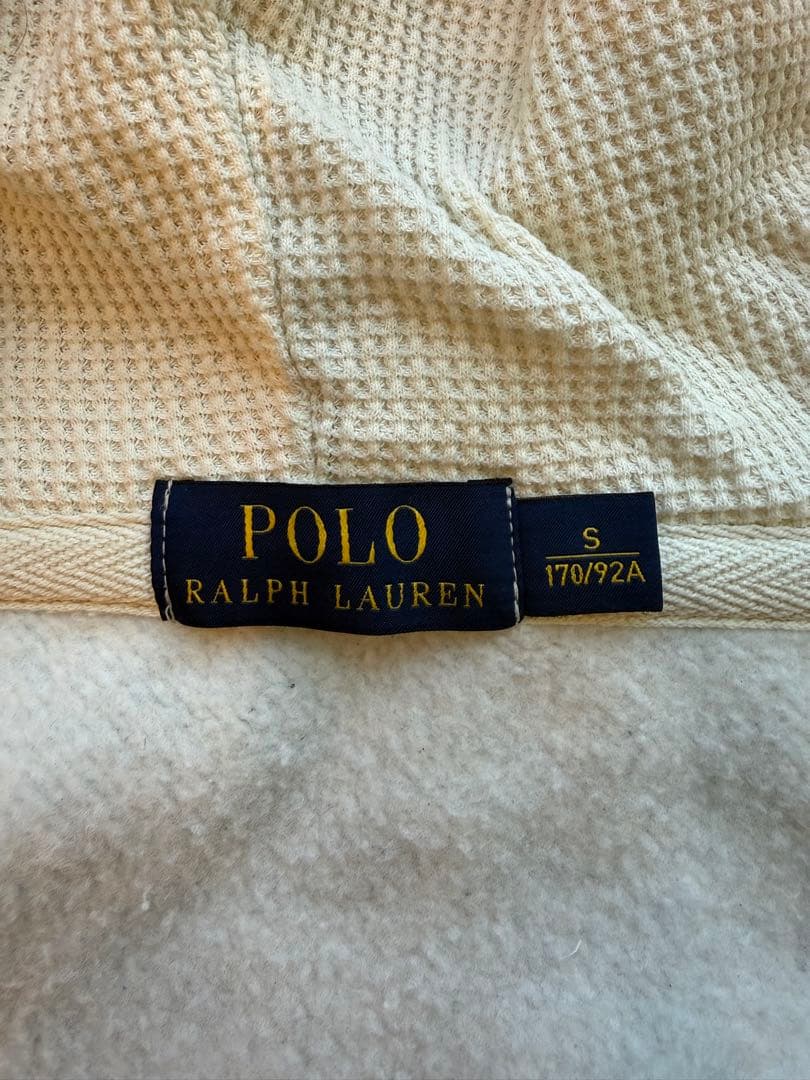 POLO
RALPH LAUREN
S
170/92A